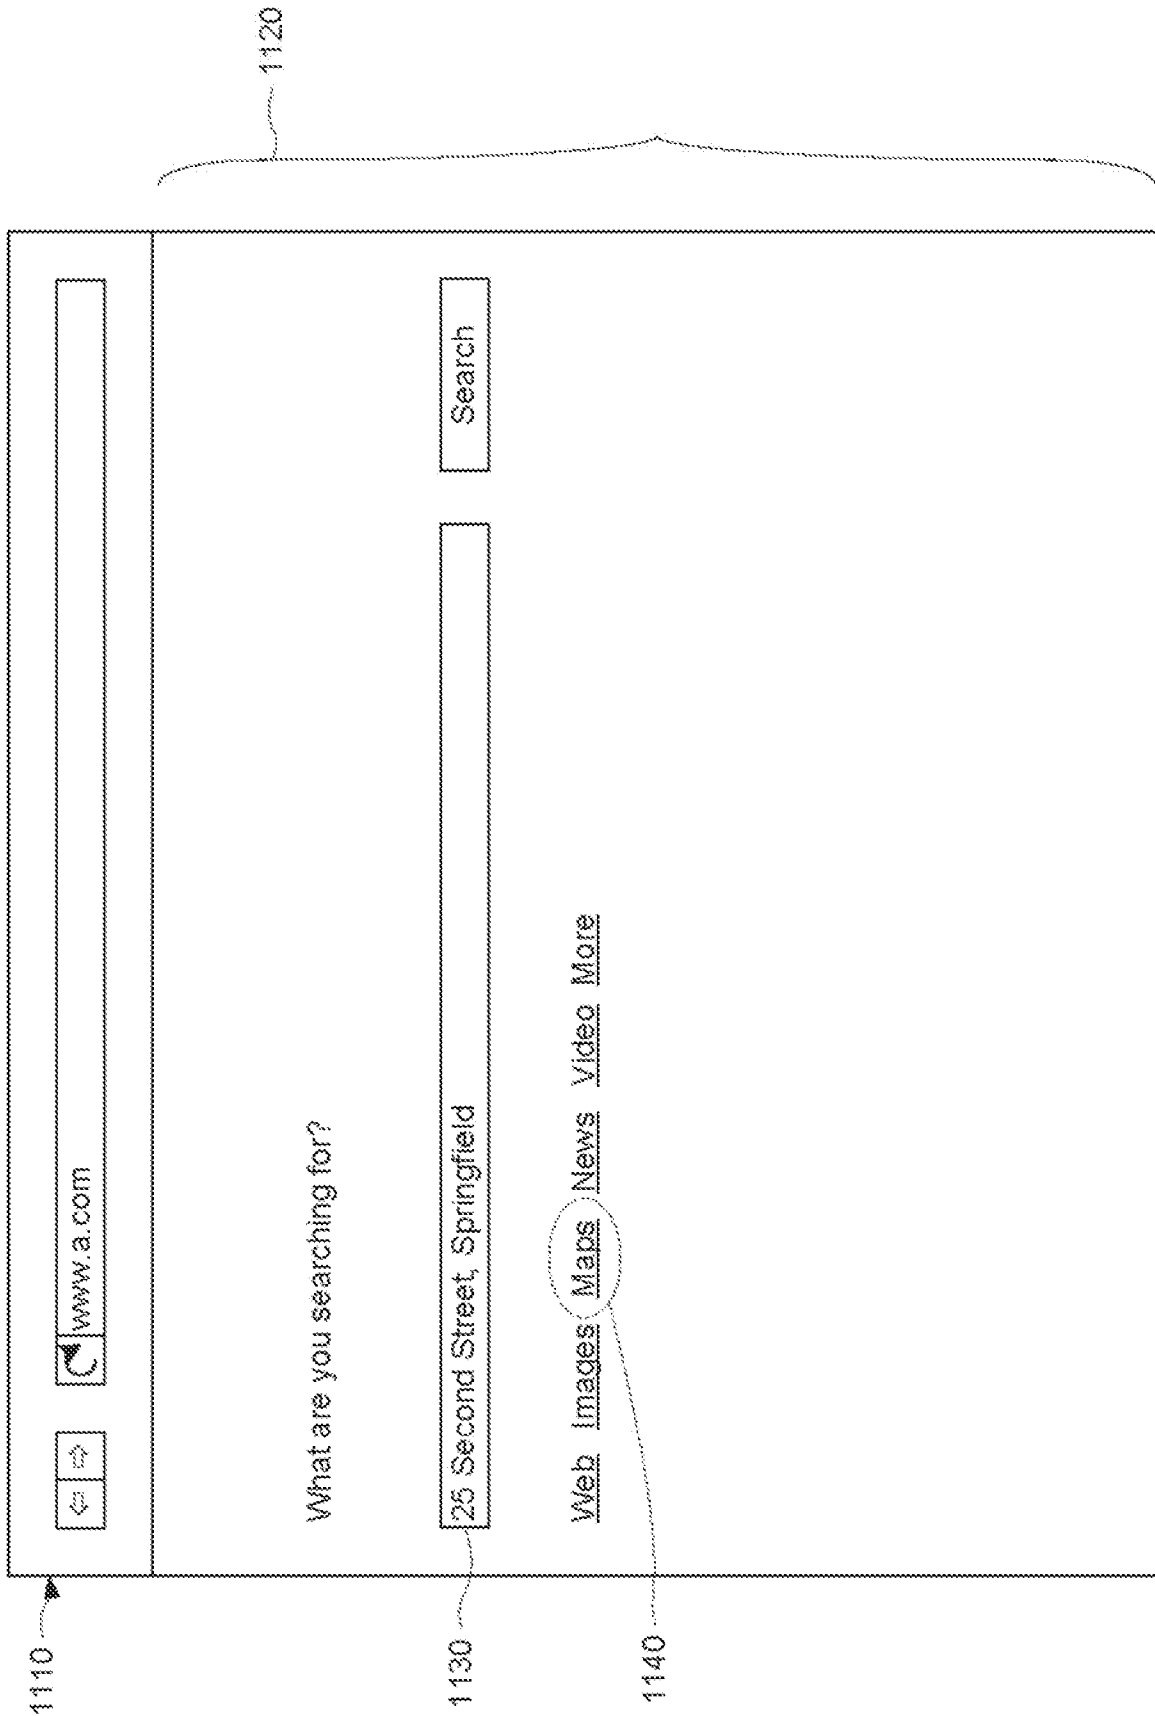 1110
www.a.com
1120
What are you searching for?
1130
25 Second Street, Springfield
Search
Web Images Maps News Video More
1140